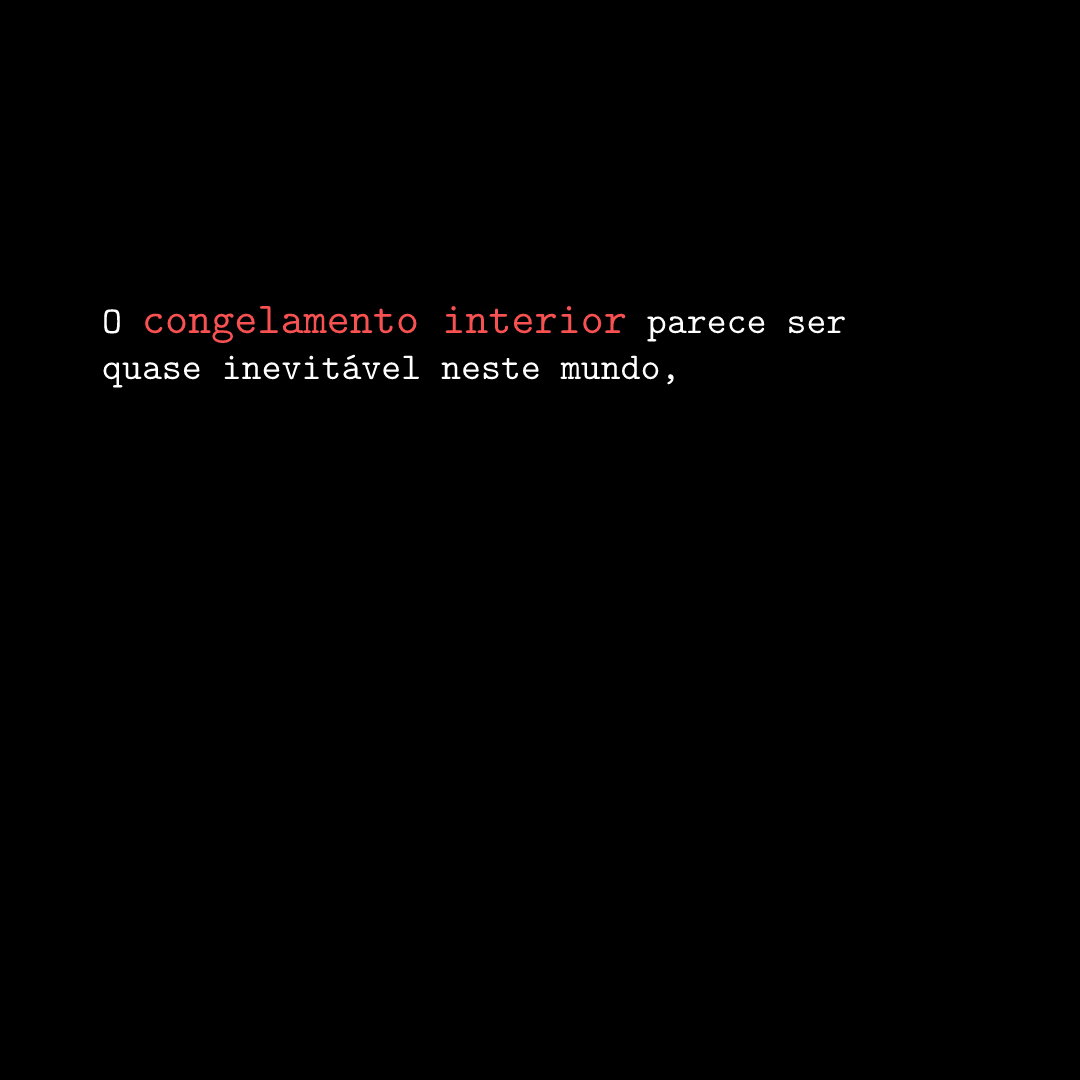 O congelamento interior parece ser
quase inevitável neste mundo,